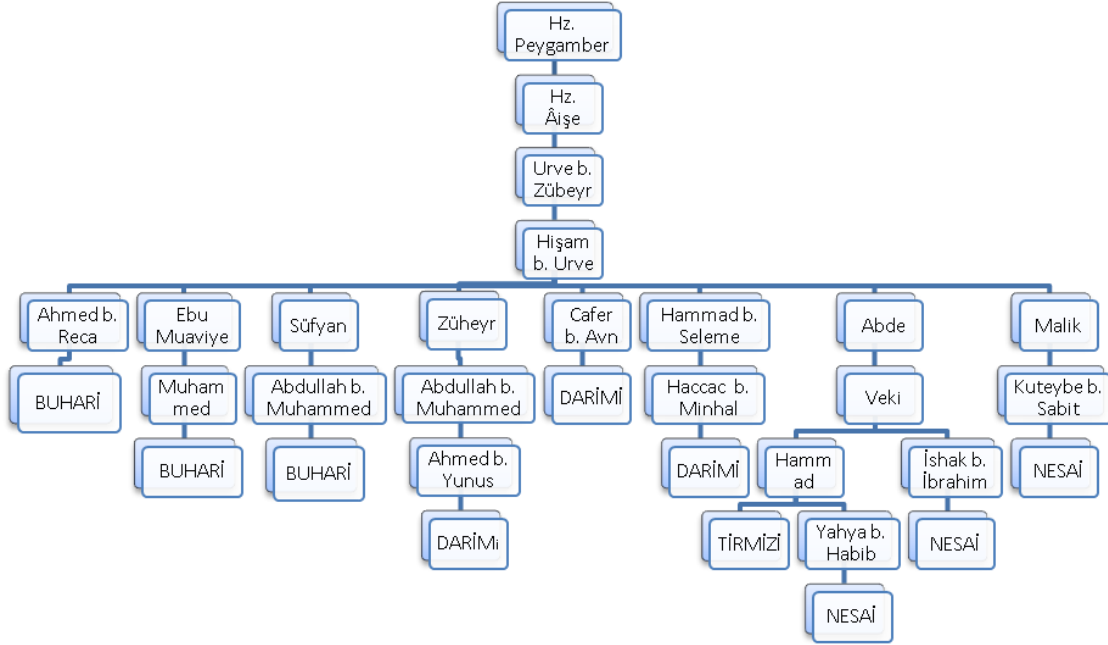 Hz.
Peygamber
Hz.
Âişe
Urve b.
Zübeyr
Hişam
b. Urve
Ahmed b.
Reca
Ebu
Muaviye
Süfyan
Züheyr
Cafer
b. Avn
Hammad b.
Seleme
Abde
Malik
BUHARİ
Muham
med
Abdullah b.
Muhammed
Abdullah b.
Muhammed
DARİMİ
Haccac b.
Minhal
Veki
Kuteybe b.
Sabit
BUHARİ
BUHARİ
Ahmed b.
Yunus
DARİMİ
Hamm
ad
İshak b.
İbrahim
NESAİ
DARİMi
TİRMİZİ
Yahya b.
Habib
NESAİ
NESAİ